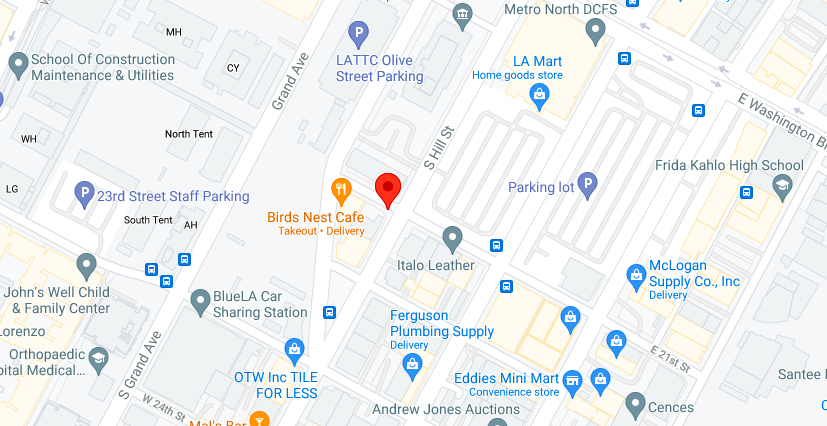 Metro North DCFS
MH
School Of Construction
Maintenance & Utilities
CY
Grand Ave
LATTC Olive
Street Parking
LA Mart
Home goods store
E Washington B
WH
North Tent
S Hill St
Frida Kahlo High School
LG
23rd Street Staff Parking
Parking lot
South Tent
AH
Birds Nest Cafe
Takeout • Delivery
Italo Leather
John's Well Child
& Family Center
BlueLA Car
Sharing Station
McLogan
Supply Co., Inc
Delivery
Lorenzo
Ferguson
Plumbing Supply
Delivery
Orthopaedic
pital Medical...
S Grand Ave
OTW Inc TILE
FOR LESS
E 21st St
Eddies Mini Mart
Convenience store
Santee
W 24th St
Mal's Bar
Andrew Jones Auctions
Cences